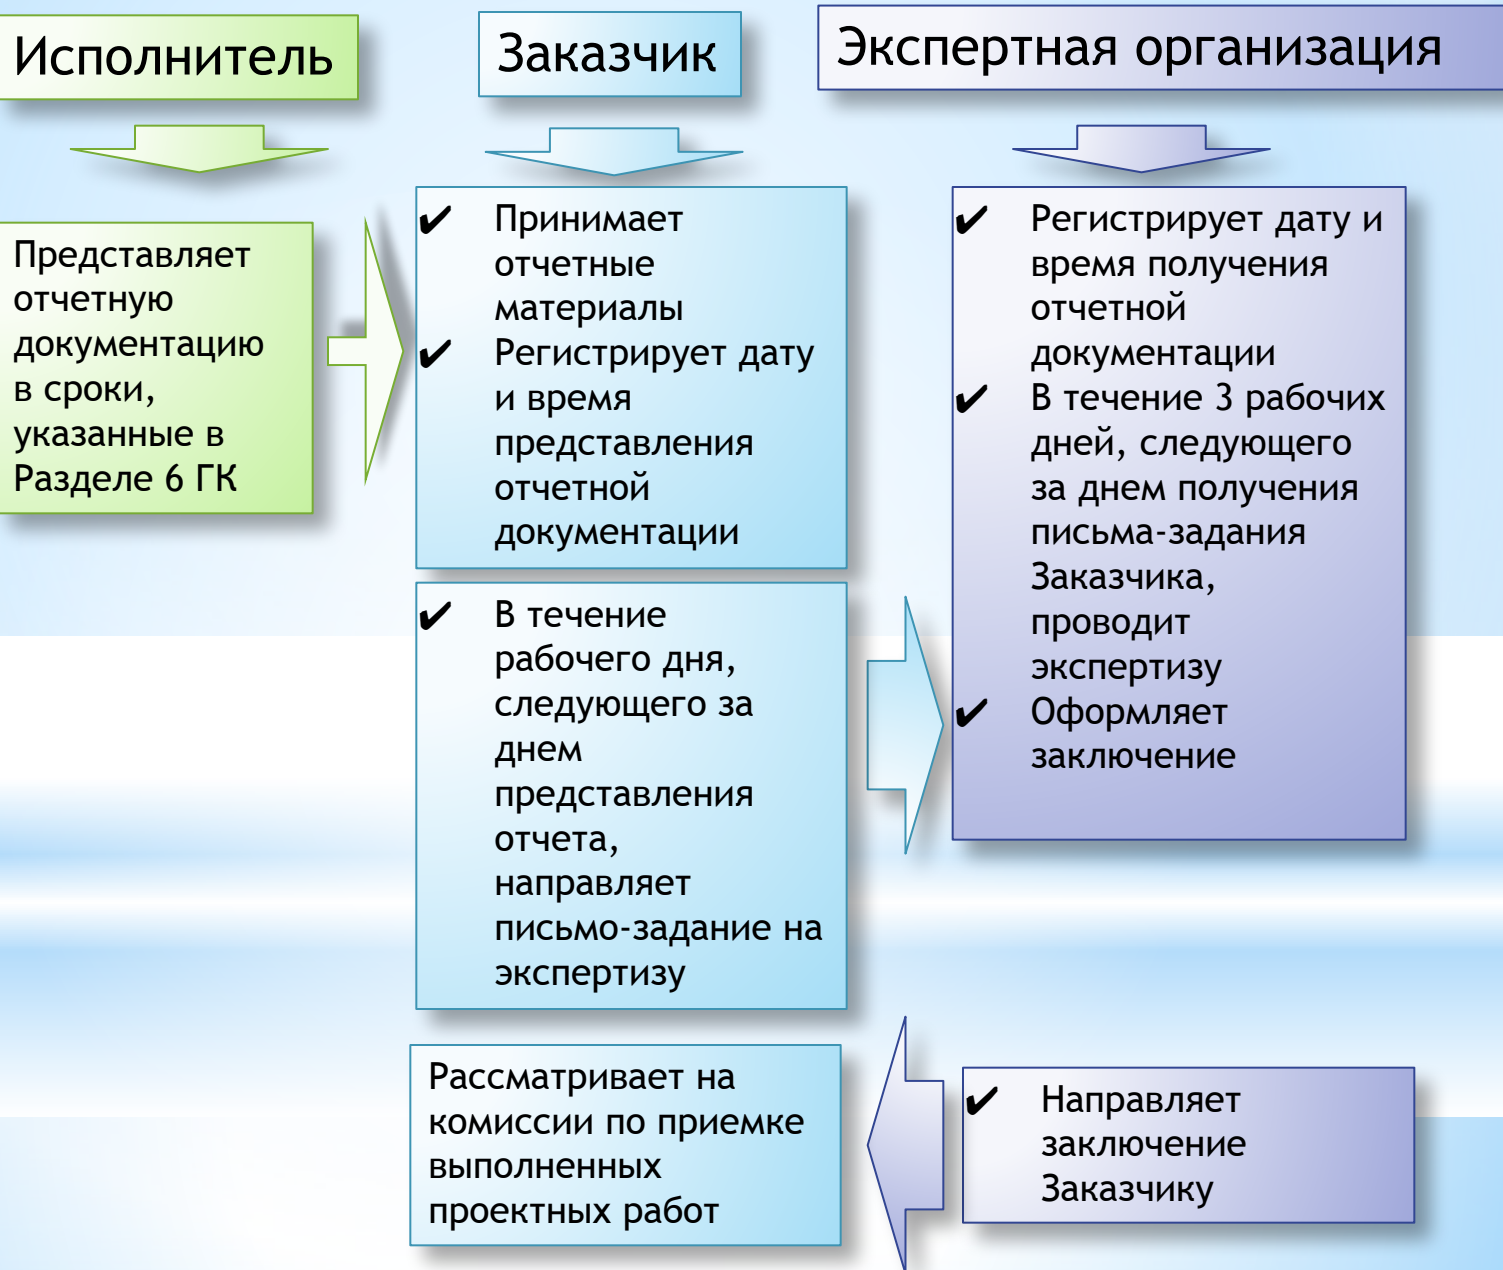 Исполнитель
Заказчик
Экспертная организация
Представляет
отчетную
документацию
в сроки,
указанные в
Разделе 6 ГК
✔ Принимает
отчетные
материалы
✔ Регистрирует дату
и время
представления
отчетной
документации
✔ В течение
рабочего дня,
следующего за
днем
представления
отчета,
направляет
письмо-задание на
экспертизу
✔ Регистрирует дату и
время получения
отчетной
документации
✔ В течение 3 рабочих
дней, следующего
за днем получения
письма-задания
Заказчика,
проводит
экспертизу
✔ Оформляет
заключение
✔ Направляет
заключение
Заказчику
Рассматривает на
комиссии по приемке
выполненных
проектных работ